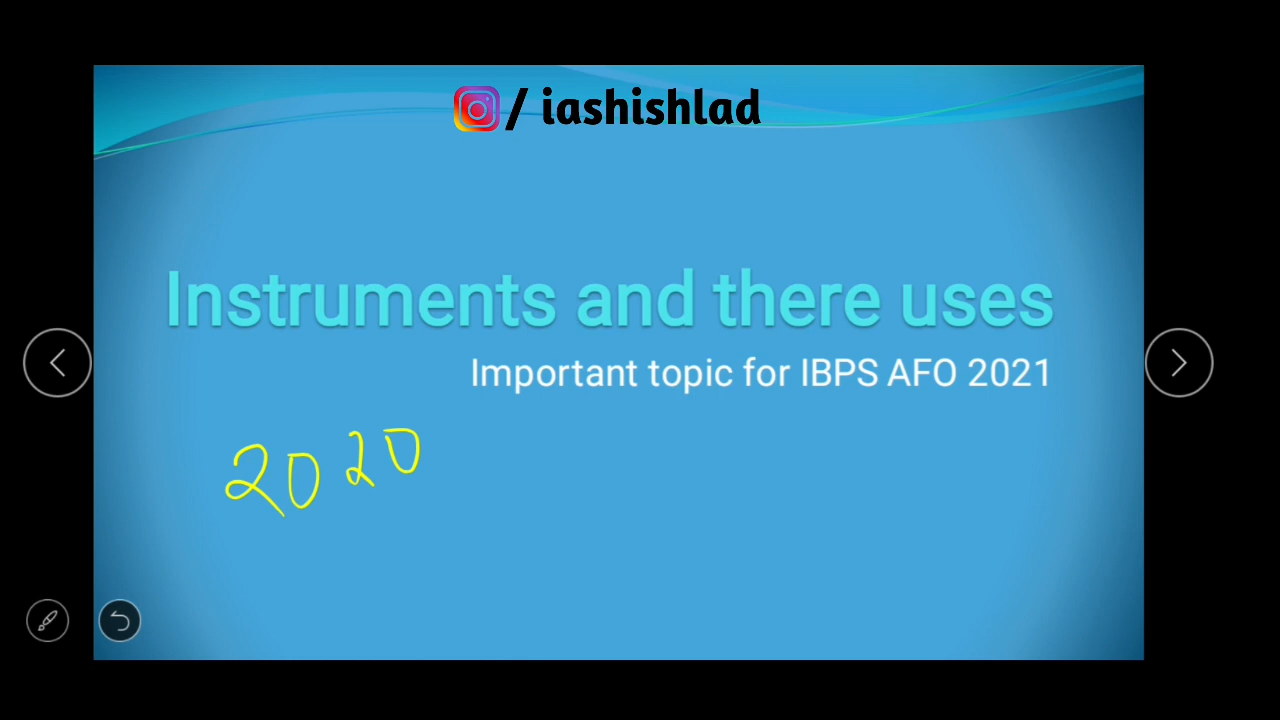 / iashishlad
Instruments and there uses
Important topic for IBPS AFO 2021
2020